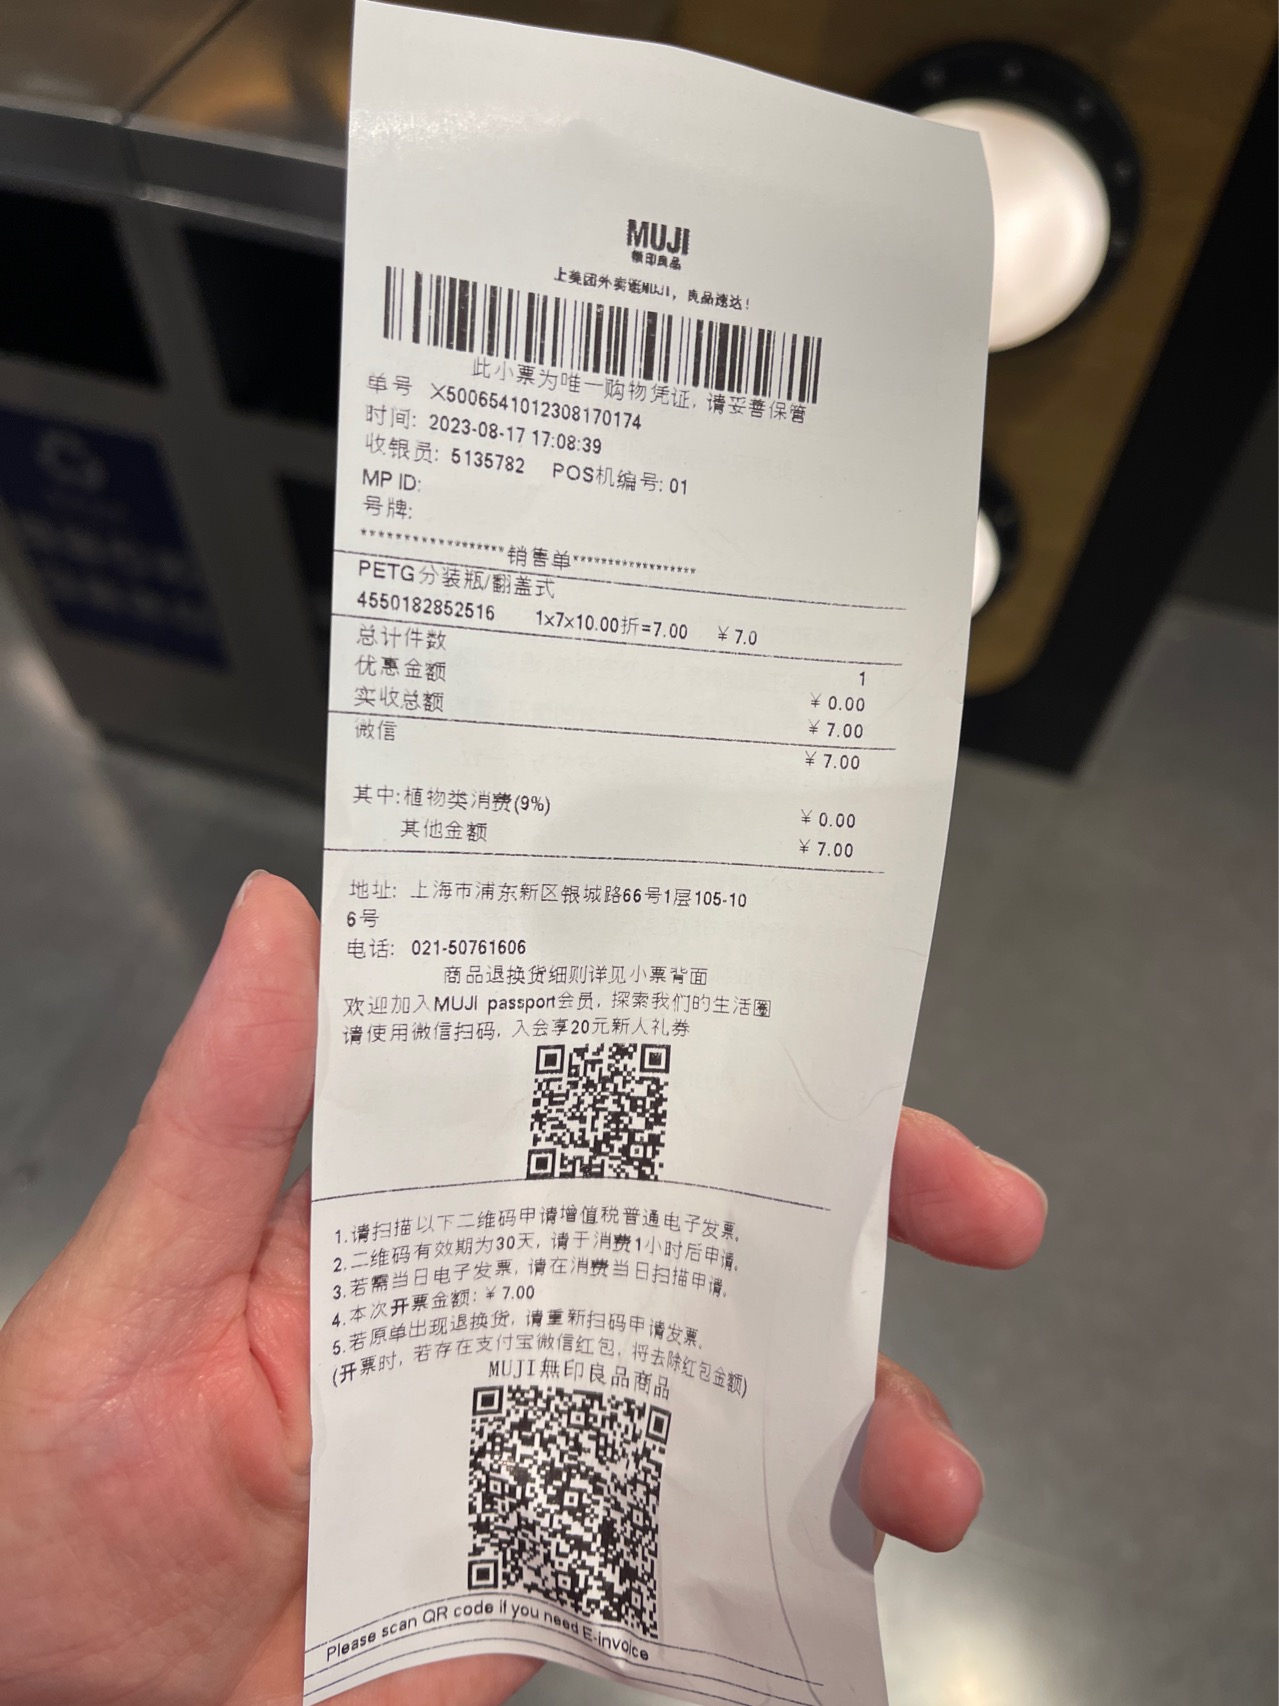 MUJI
無印良品
上美团外卖逛MUJI，良品速达！
此小票为唯一购物凭证, 请妥善保管
单号 X5006541012308170174
时间: 2023-08-17 17:08:39
收银员: 5135782 POS机编号: 01
MP ID:
号牌:
******************销售单****************
PETG分装瓶/翻盖式
4550182852516 1x7x10.00折=7.00 ￥7.0
总计件数 1
优惠金额 ￥0.00
实收总额 ￥7.00
微信 ￥7.00
其中:植物类消费(9%) ￥0.00
其他金额 ￥7.00
地址: 上海市浦东新区银城路66号1层105-10
6号
电话: 021-50761606
商品退换货细则详见小票背面
欢迎加入MUJI passport会员, 探索我们的生活圈
请使用微信扫码, 入会享20元新人礼券
1.请扫描以下二维码申请增值税普通电子发票。
2.二维码有效期为30天, 请于消费1小时后申请。
3.若需当日电子发票, 请在消费当日扫描申请。
4.本次开票金额: ￥7.00
5.若原单出现退换货, 请重新扫码申请发票。
(开票时, 若存在支付宝微信红包, 将去除红包金额)
MUJI無印良品商品
Please scan QR code if you need E-invoice